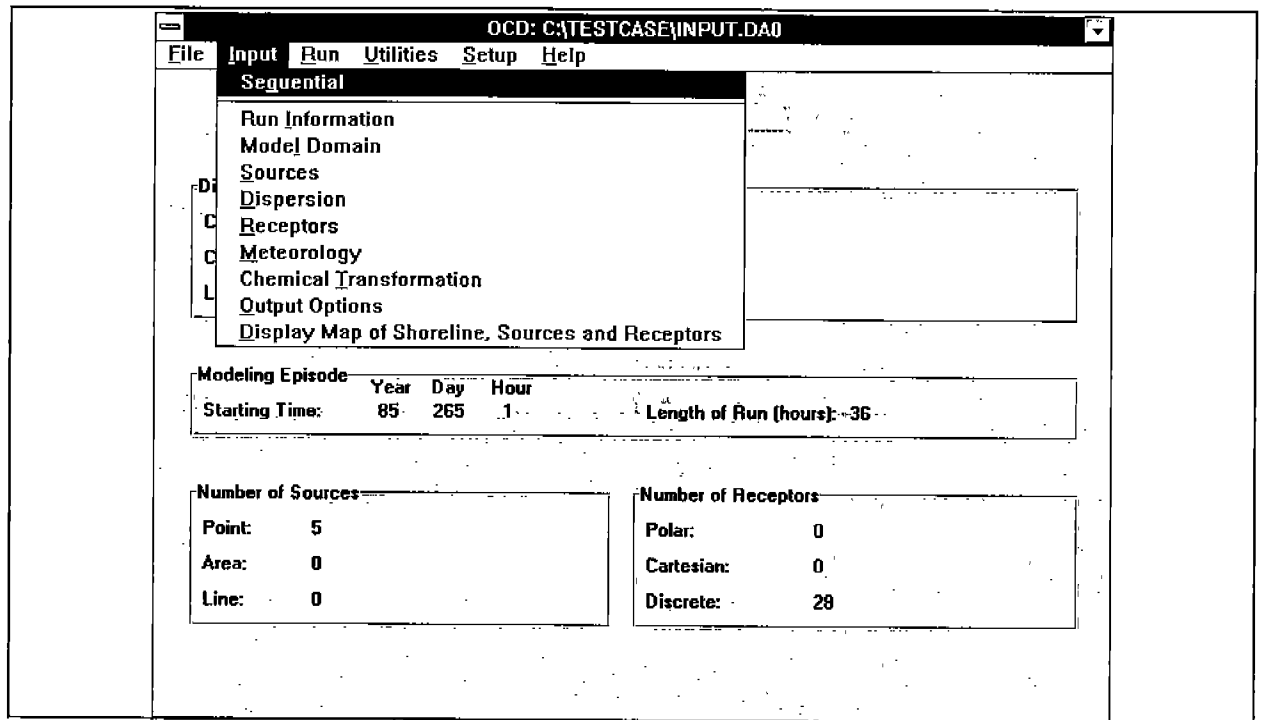 OCD: C:\TESTCASE\INPUT.DA0
File Input Run Utilities Setup Help
Sequential
Run Information
Model Domain
Sources
Dispersion
Receptors
Meteorology
Chemical Transformation
Output Options
Display Map of Shoreline, Sources and Receptors
Modeling Episode
Year Day Hour
Starting Time: 85 265 1 Length of Run (hours): 36
Number of Sources
Point: 5
Area: 0
Line: 0
Number of Receptors
Polar: 0
Cartesian: 0
Discrete: 28